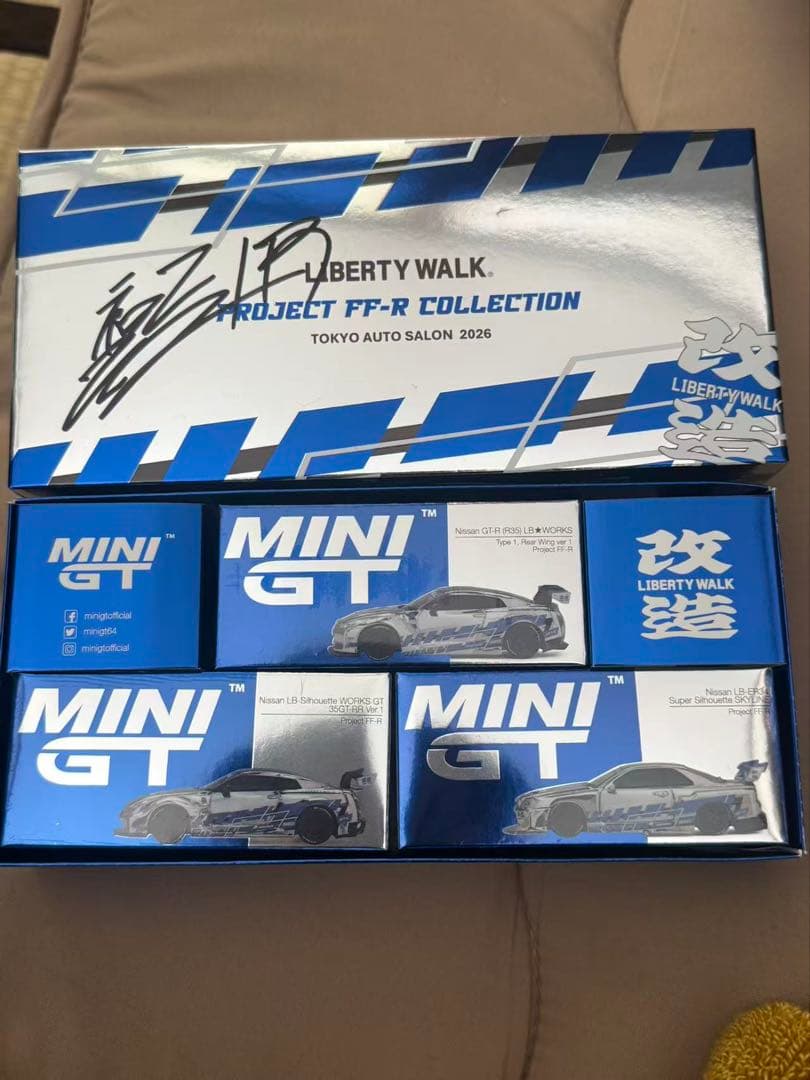 LIBERTY WALK®
PROJECT FF-R COLLECTION
TOKYO AUTO SALON 2026
改
LIBERTY WALK
造
MINI GT™
minigtofficial
minigt64
minigtofficial
MINI GT™
Nissan GT-R (R35) LB★WORKS
Type 1, Rear Wing ver 1
Project FF-R
改
LIBERTY WALK
造
MINI GT™
Nissan LB-Silhouette WORKS GT
35GT-RR Ver.1
Project FF-R
MINI GT™
Nissan LB-ER34
Super Silhouette SKYLINE
Project FF-R